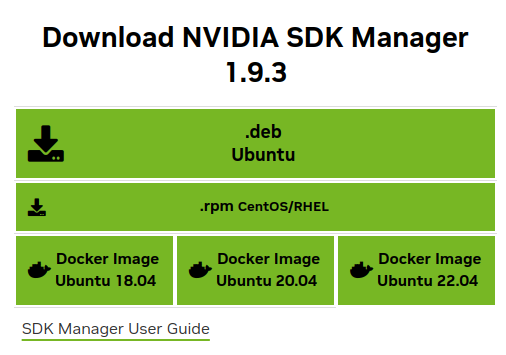 Download NVIDIA SDK Manager
1.9.3
.deb
Ubuntu
.rpm CentOS/RHEL
Docker Image
Ubuntu 18.04
Docker Image
Ubuntu 20.04
Docker Image
Ubuntu 22.04
SDK Manager User Guide